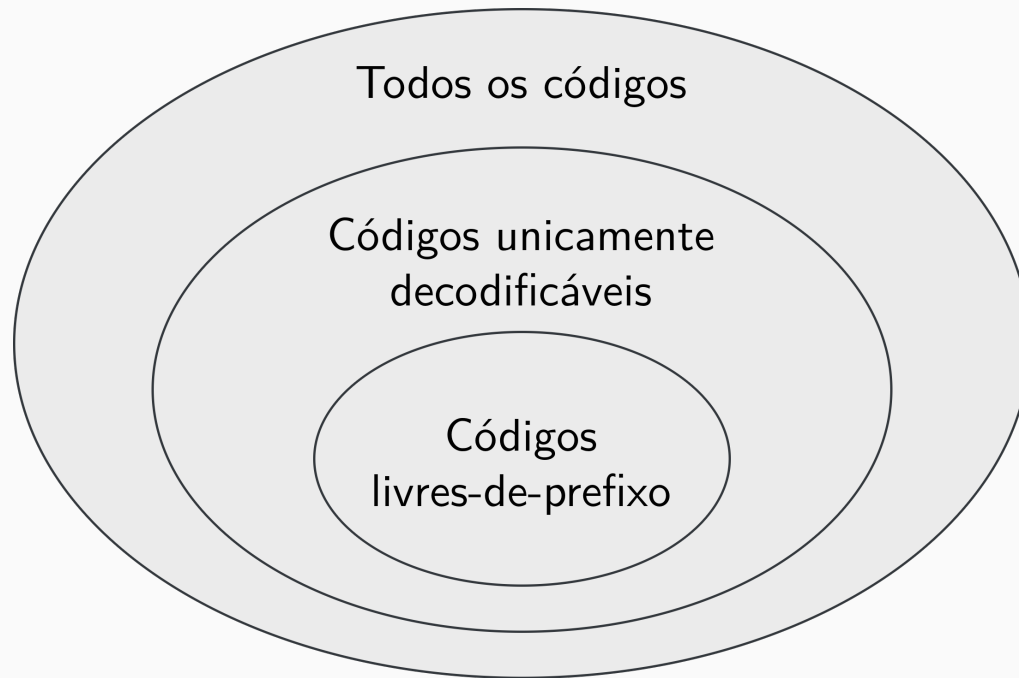 Todos os códigos
Códigos unicamente
decodificáveis
Códigos
livres-de-prefixo